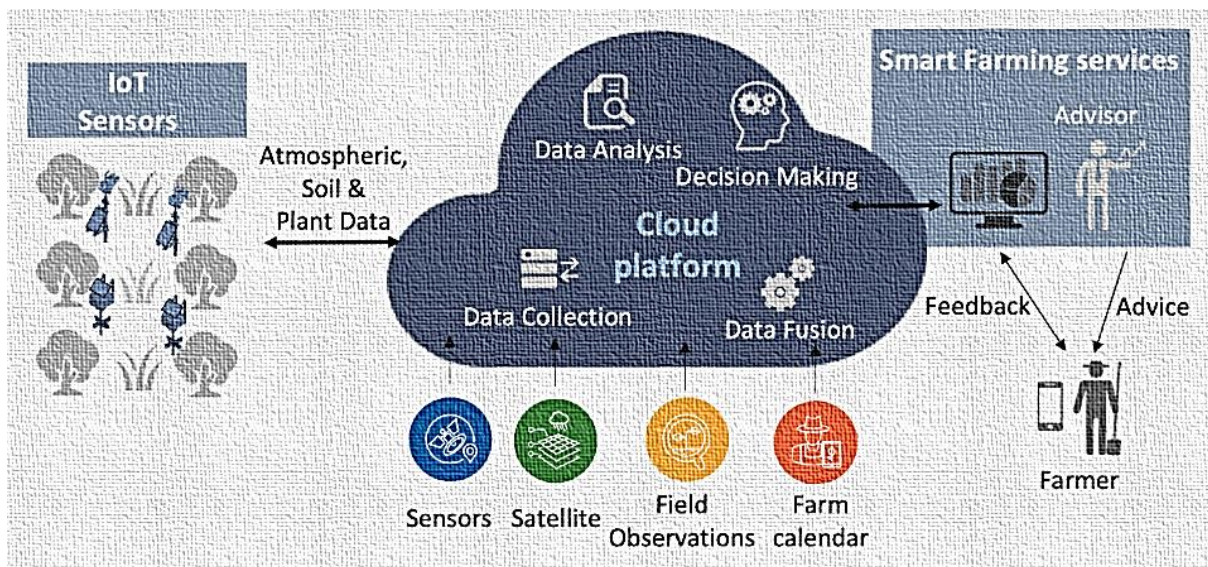 IoT
Sensors
Atmospheric,
Soil &
Plant Data
Data Analysis
Decision Making
Cloud
platform
Data Collection
Data Fusion
Sensors
Satellite
Field
Observations
Farm
calendar
Smart Farming services
Advisor
Feedback
Advice
Farmer